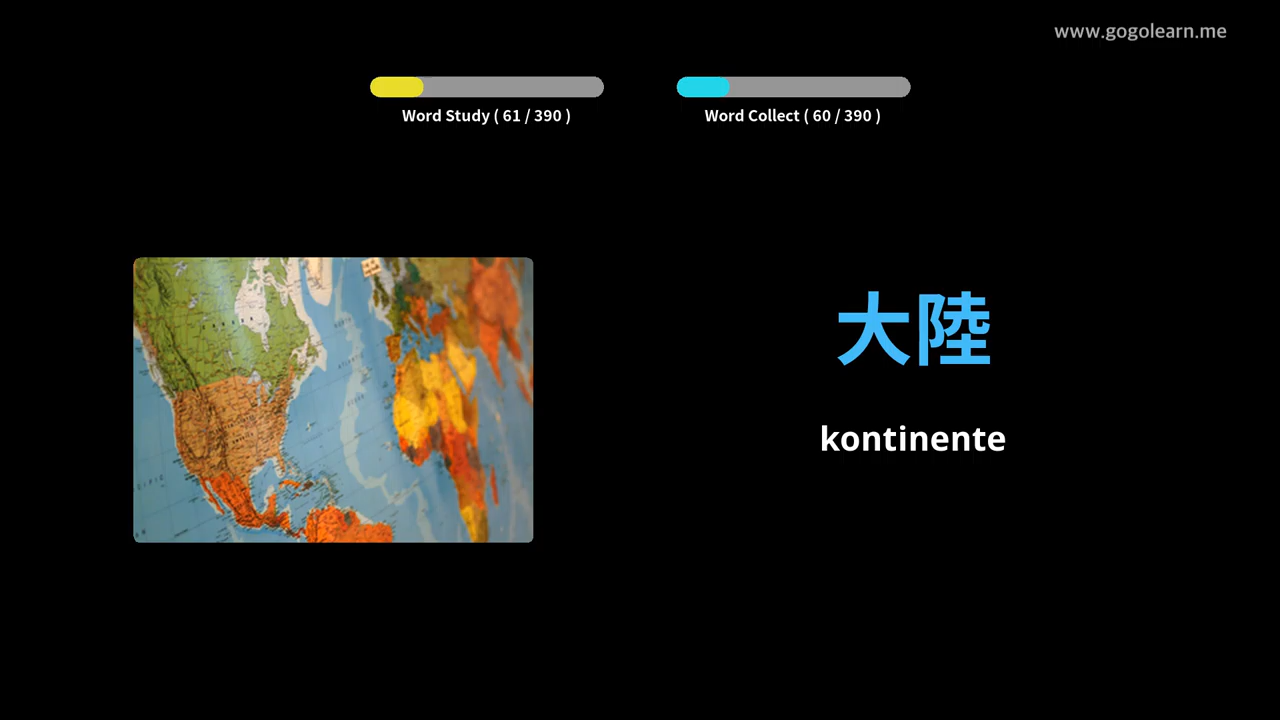 www.gogolearn.me
Word Study ( 61 / 390 )
Word Collect ( 60 / 390 )
大陸
kontinente